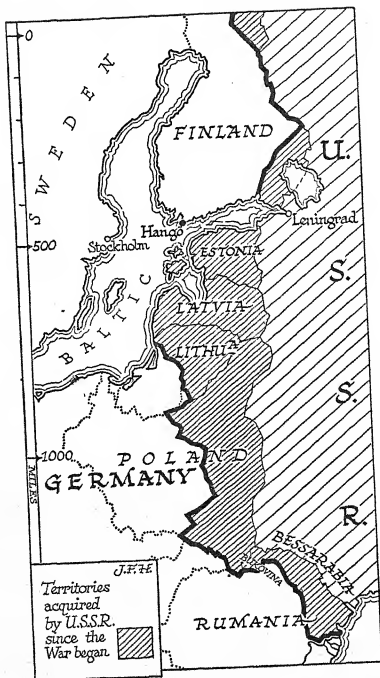 0
SWEDEN
FINLAND
U.
Hangö
Leningrad
Stockholm
500
ESTONIA
S.
BALTIC
LATVIA
LITHUA
S.
POLAND
1000
GERMANY
MILES
R.
BESSARABIA
J.F.H.
RUMANIA
Territories
acquired
by U.S.S.R.
since the
War began